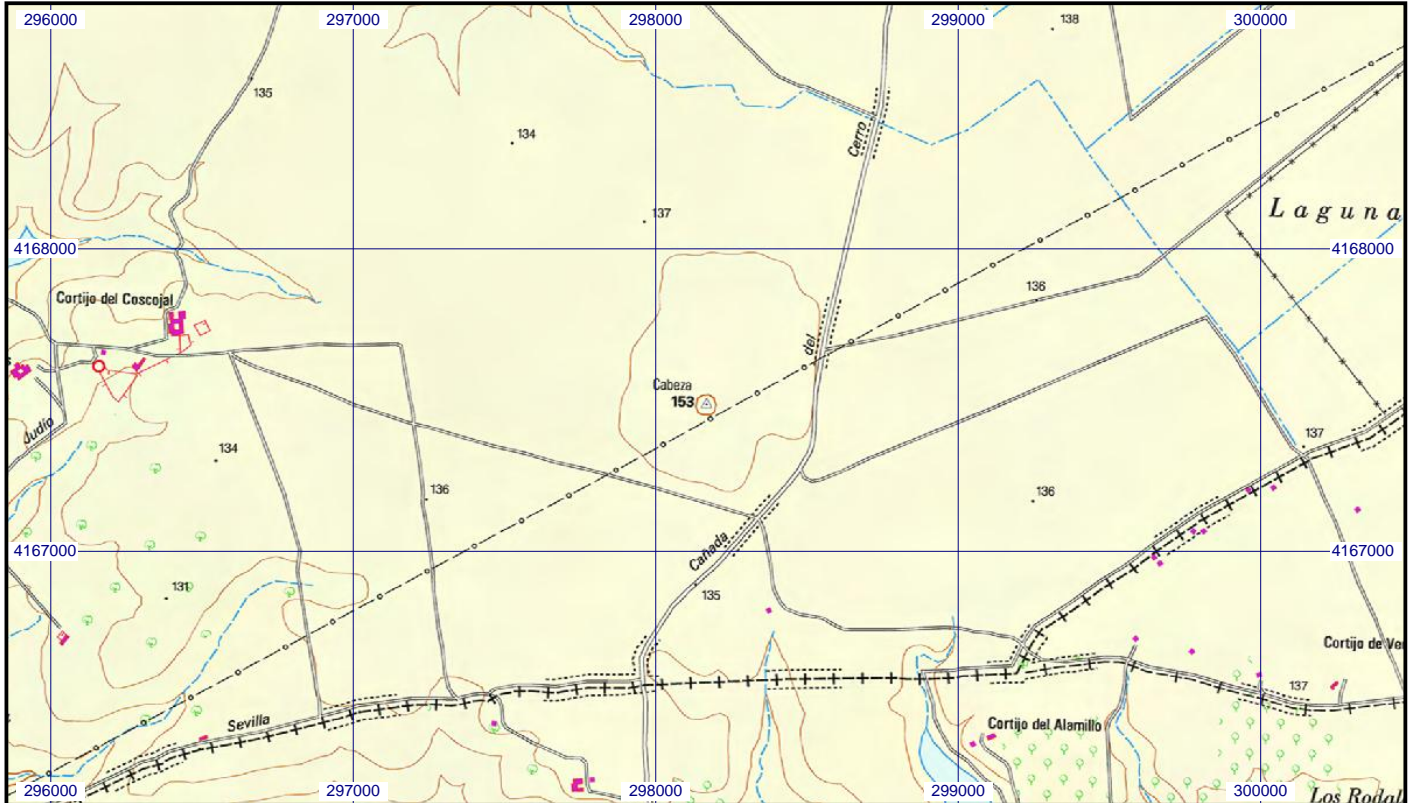 296000 297000 298000 299000 300000
138
135
134
Cerro
137
Laguna
4168000 4168000
Cortijo del Coscojal
136
del
Cabeza
153
Judío
137
134
136
136
4167000 4167000
Cañada
131
135
Cortijo de Ver
137
Sevilla
Cortijo del Alamillo
296000 297000 298000 299000 300000
Los Rodal